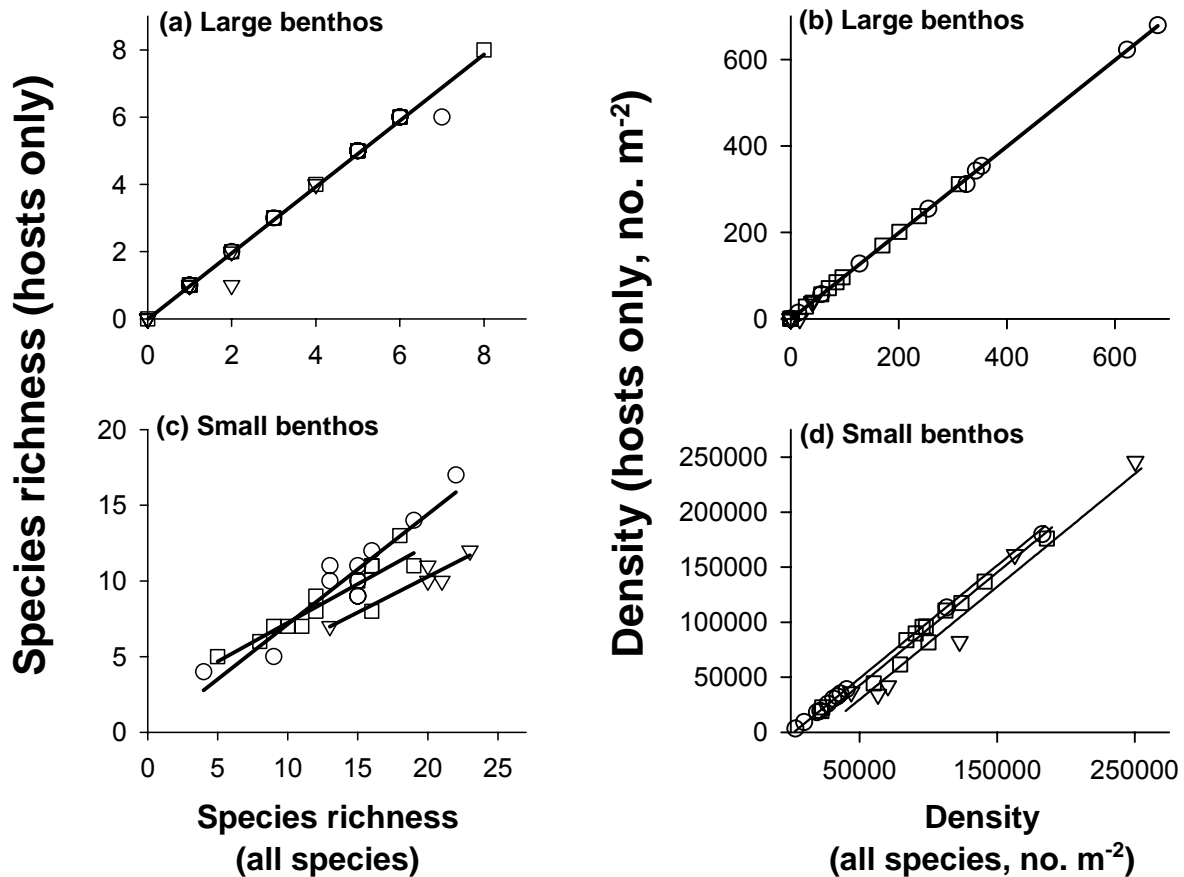 Species richness (hosts only)
(a) Large benthos
8
6
4
2
0
0 2 4 6 8
Density (hosts only, no. m-2)
(b) Large benthos
600
400
200
0
0 200 400 600
(c) Small benthos
20
15
10
5
0
0 5 10 15 20 25
Species richness
(all species)
(d) Small benthos
250000
200000
150000
100000
50000
0
50000 150000 250000
Density
(all species, no. m-2)